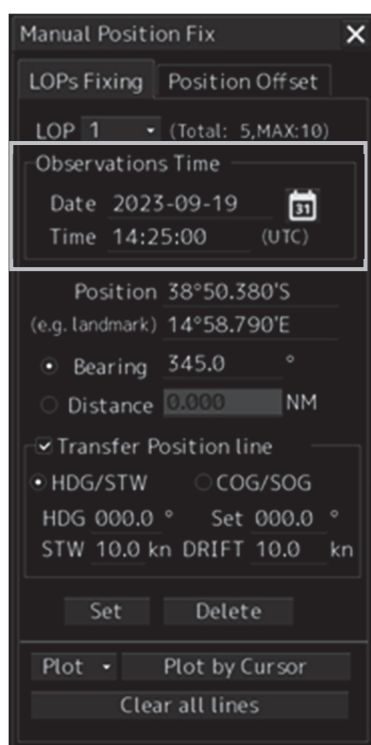 Manual Position Fix
LOPs Fixing Position Offset
LOP 1 (Total: 5,MAX:10)
Observations Time
Date 2023-09-19 31
Time 14:25:00 (UTC)
Position 38°50.380'S
(e.g. landmark) 14°58.790'E
Bearing 345.0 °
Distance 0.000 NM
Transfer Position line
HDG/STW COG/SOG
HDG 000.0 ° Set 000.0 °
STW 10.0 kn DRIFT 10.0 kn
Set Delete
Plot Plot by Cursor
Clear all lines